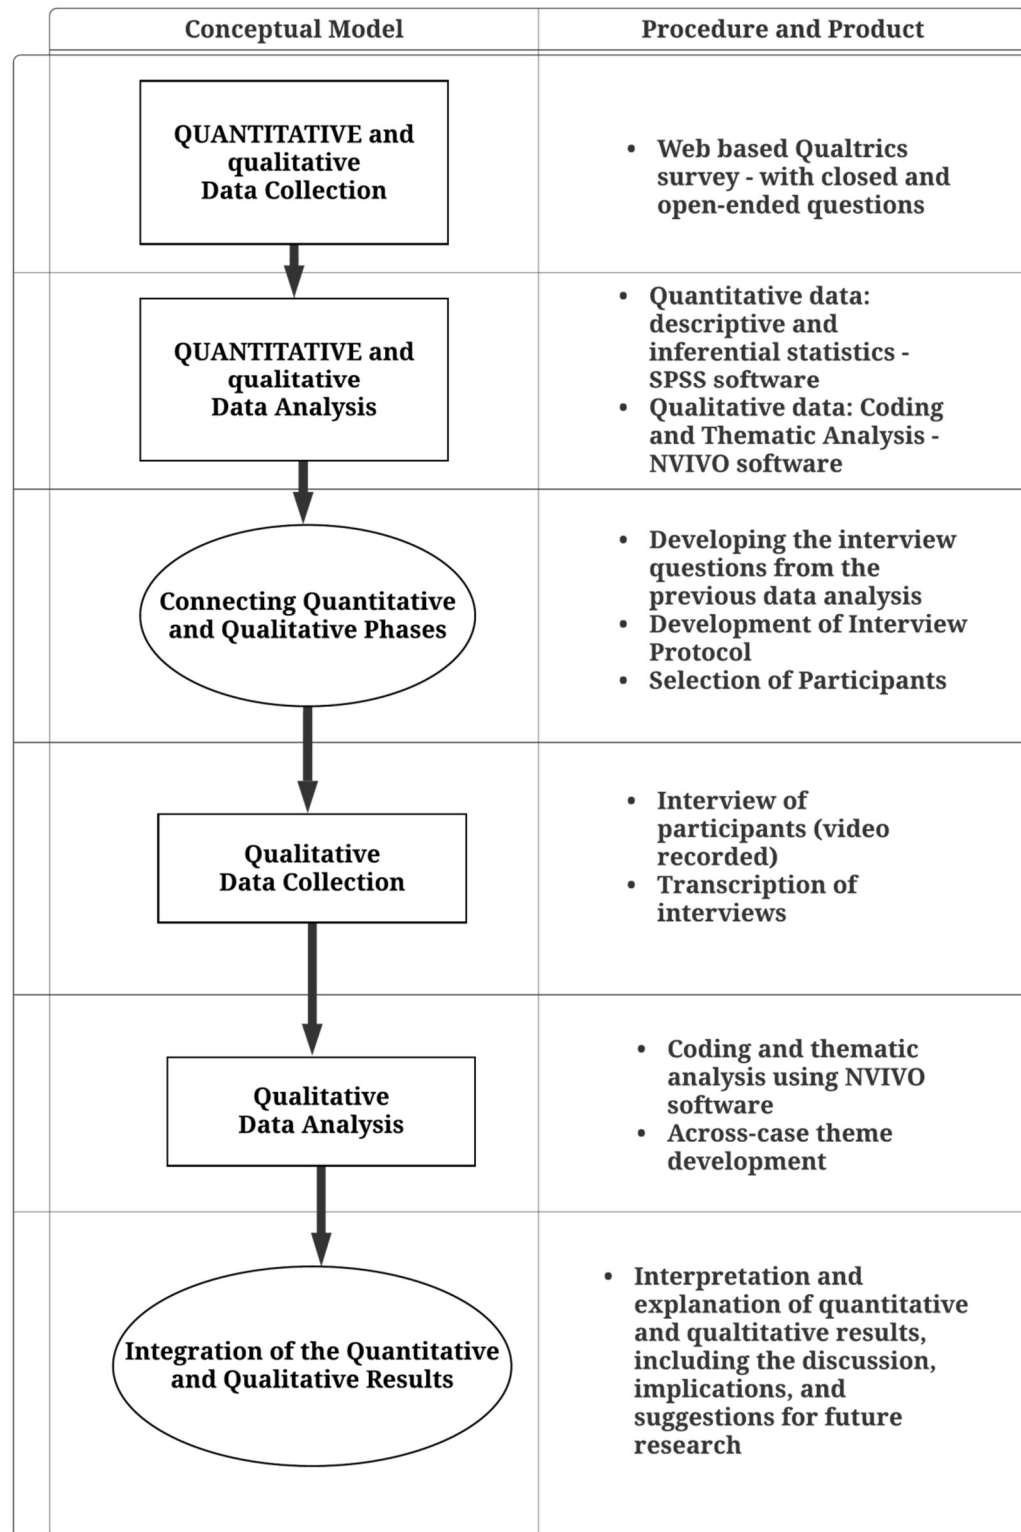 Conceptual Model
Procedure and Product
QUANTITATIVE and
qualitative
Data Collection
• Web based Qualtrics
survey - with closed and
open-ended questions
QUANTITATIVE and
qualitative
Data Analysis
• Quantitative data:
descriptive and
inferential statistics -
SPSS software
• Qualitative data: Coding
and Thematic Analysis -
NVIVO software
Connecting Quantitative
and Qualitative Phases
• Developing the interview
questions from the
previous data analysis
• Development of Interview
Protocol
• Selection of Participants
Qualitative
Data Collection
• Interview of
participants (video
recorded)
• Transcription of
interviews
Qualitative
Data Analysis
• Coding and thematic
analysis using NVIVO
software
• Across-case theme
development
Integration of the Quantitative
and Qualitative Results
• Interpretation and
explanation of quantitative
and qualtitative results,
including the discussion,
implications, and
suggestions for future
research